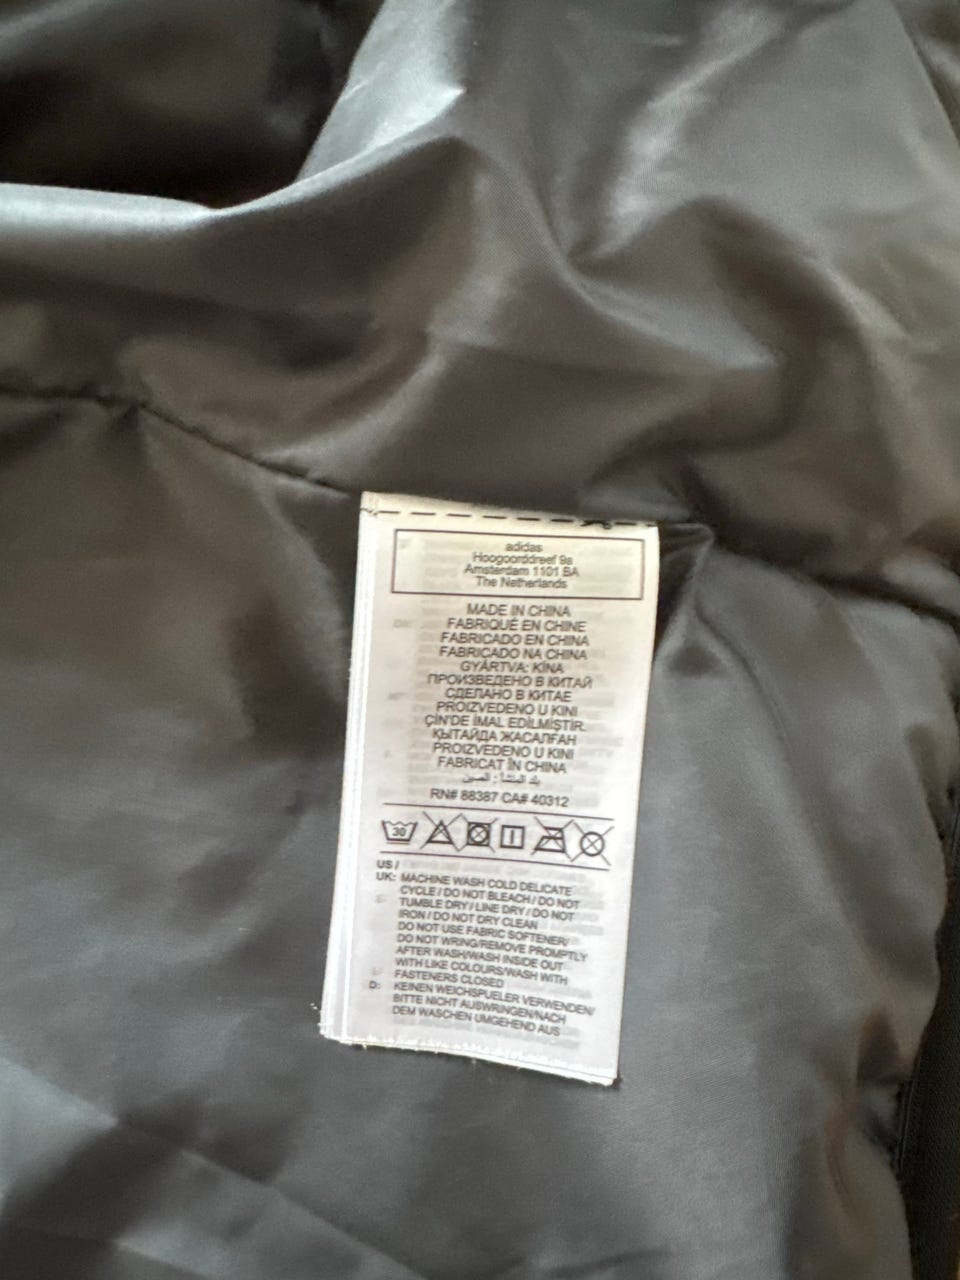 adidas
Hoogoorddreef 9a
Amsterdam 1101 BA
The Netherlands
MADE IN CHINA
FABRIQUÉ EN CHINE
FABRICADO EN CHINA
FABRICADO NA CHINA
GYÁRTVA: KÍNA
ПРОИЗВЕДЕНО В КИТАЙ
СДЕЛАНО В КИТАЕ
PROIZVEDENO U KINI
ÇİN'DE İMAL EDİLMİŞTİR.
ҚЫТАЙДА ЖАСАЛҒАН
PROIZVEDENO U KINI
FABRICAT ÎN CHINA
المنشأ : الصين
RN# 88387 CA# 40312
30
US /
UK: MACHINE WASH COLD DELICATE
CYCLE / DO NOT BLEACH / DO NOT
TUMBLE DRY / LINE DRY / DO NOT
IRON / DO NOT DRY CLEAN
DO NOT USE FABRIC SOFTENER/
DO NOT WRING/REMOVE PROMPTLY
AFTER WASH/WASH INSIDE OUT
WITH LIKE COLOURS/WASH WITH
FASTENERS CLOSED
D: KEINEN WEICHSPUELER VERWENDEN/
BITTE NICHT AUSWRINGEN/NACH
DEM WASCHEN UMGEHEND AUS